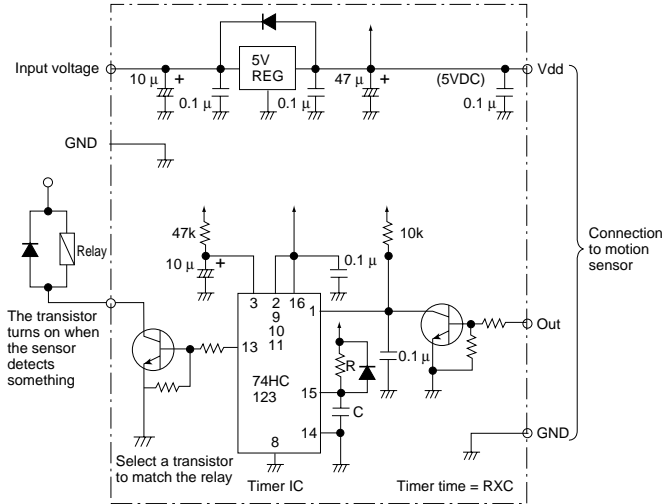 Input voltage
10 μ +
0.1 μ
5V
REG
0.1 μ
47 μ +
(5VDC)
0.1 μ
Vdd
GND
Relay
47k
10 μ +
0.1 μ
10k
Connection
to motion
sensor
3 2 16
9
10
11
1
13
74HC
123
15
14
8
R
C
0.1 μ
Out
GND
The transistor
turns on when
the sensor
detects
something
Select a transistor
to match the relay
Timer IC
Timer time = RXC